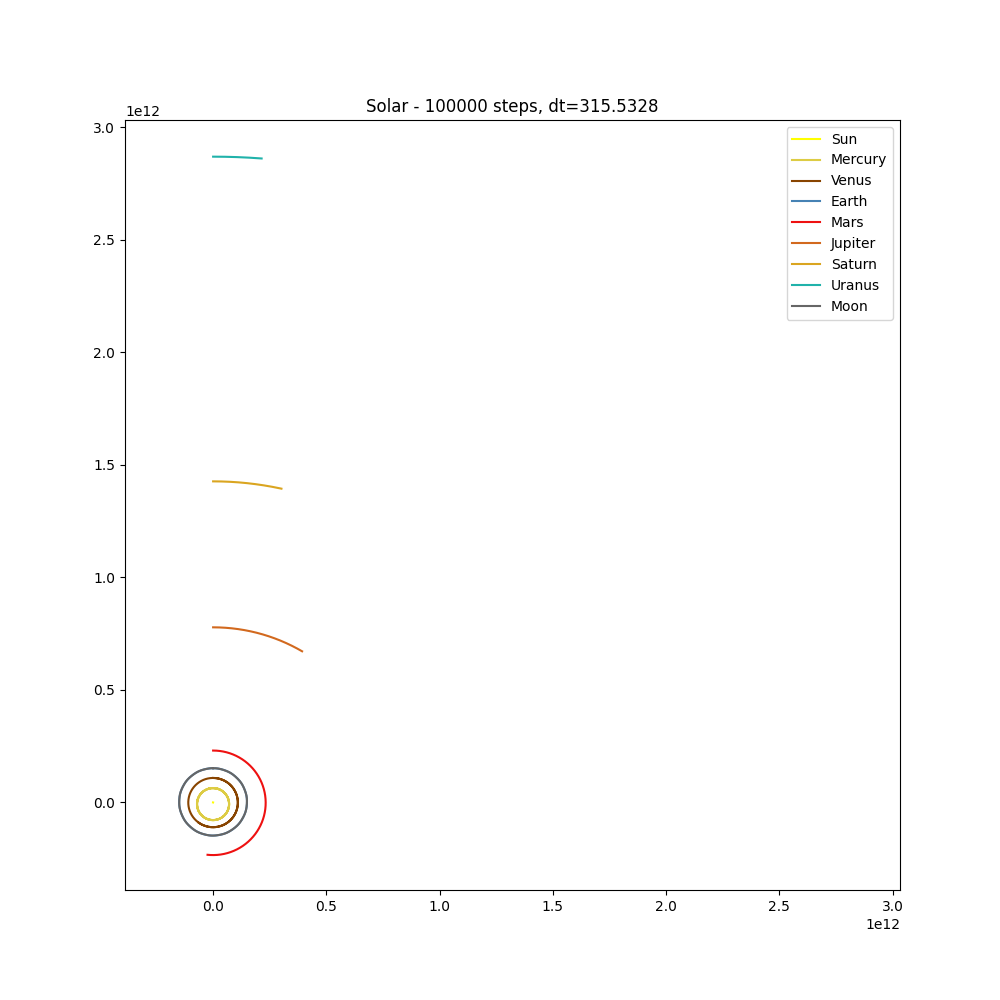 Solar - 100000 steps, dt=315.5328
1e12
3.0
2.5
2.0
1.5
1.0
0.5
0.0
Sun
Mercury
Venus
Earth
Mars
Jupiter
Saturn
Uranus
Moon
0.0 0.5 1.0 1.5 2.0 2.5 3.0
1e12